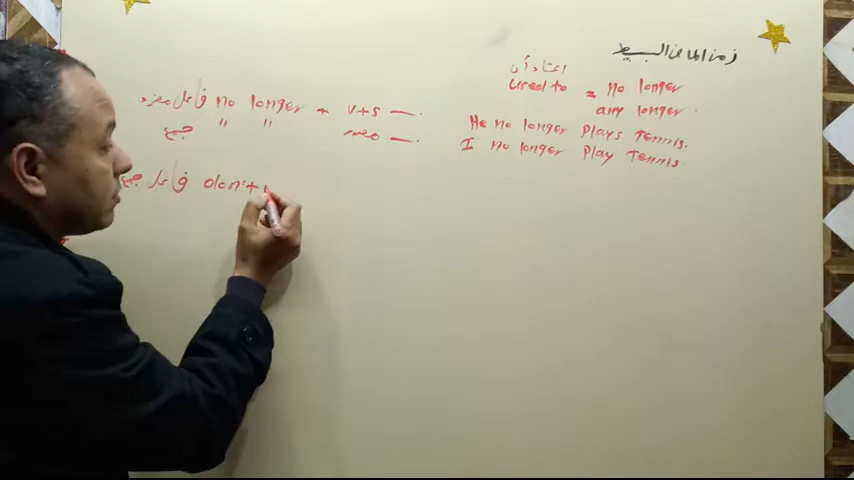 زمن الماضى البسيط
اعتاد أن
used to = no longer
any longer.
He no longer plays Tennis.
I no longer play Tennis.
فاعل مفرد no longer + v+s —.
جمع " " مصدر —.
فاعل جمع don't